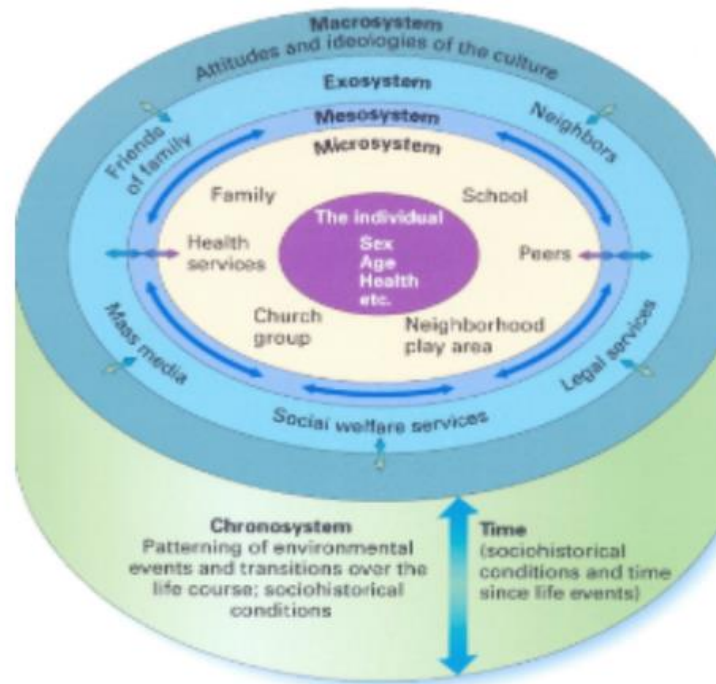 Macrosystem
Attitudes and ideologies of the culture
Exosystem
Mesosystem
Microsystem
Friends
of family
Neighbors
Family
School
The individual
Sex
Age
Health
etc.
Health
services
Peers
Church
group
Neighborhood
play area
Mass media
Legal services
Social welfare services
Chronosystem
Patterning of environmental
events and transitions over the
life course; sociohistorical
conditions
Time
(sociohistorical
conditions and time
since life events)